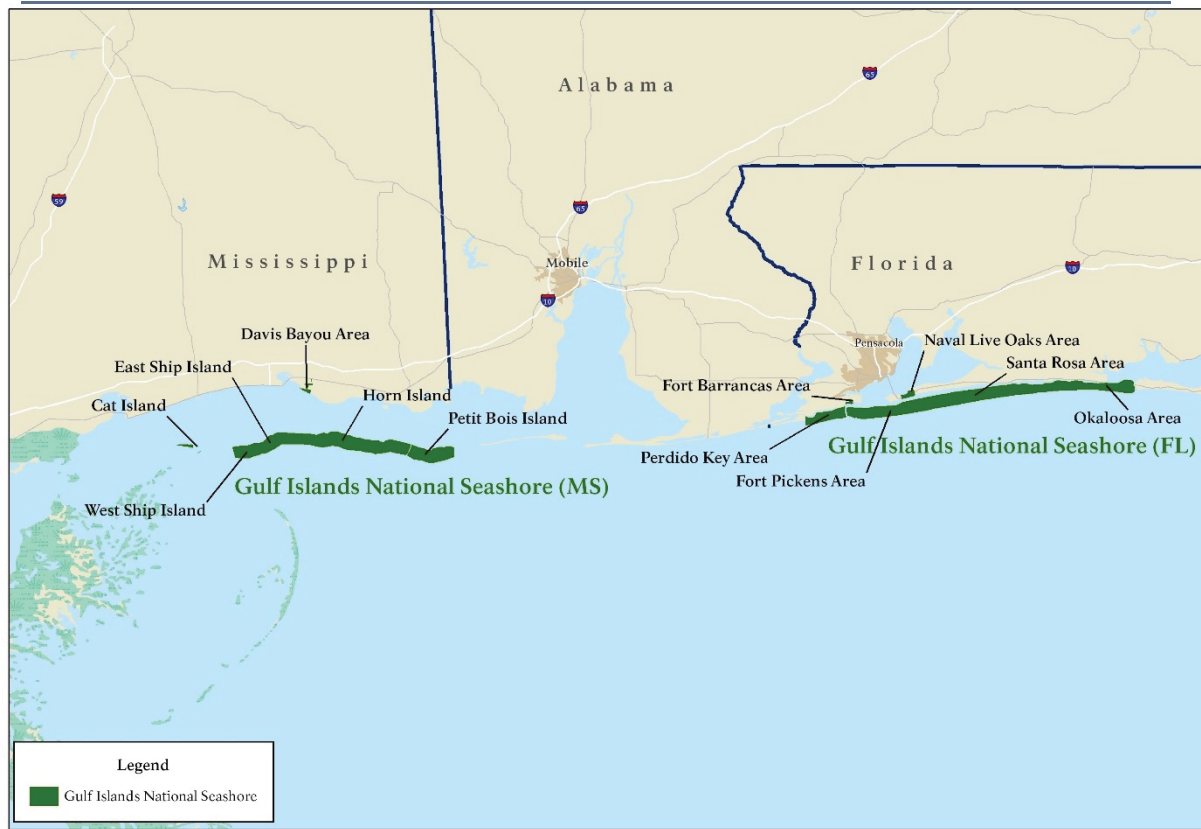 65
Alabama
59
65
Mississippi
Mobile
Florida
10
10
Davis Bayou Area
Pensacola
Naval Live Oaks Area
East Ship Island
Santa Rosa Area
Fort Barrancas Area
Horn Island
Cat Island
Petit Bois Island
Okaloosa Area
Gulf Islands National Seashore (FL)
Perdido Key Area
Fort Pickens Area
Gulf Islands National Seashore (MS)
West Ship Island
Legend
Gulf Islands National Seashore